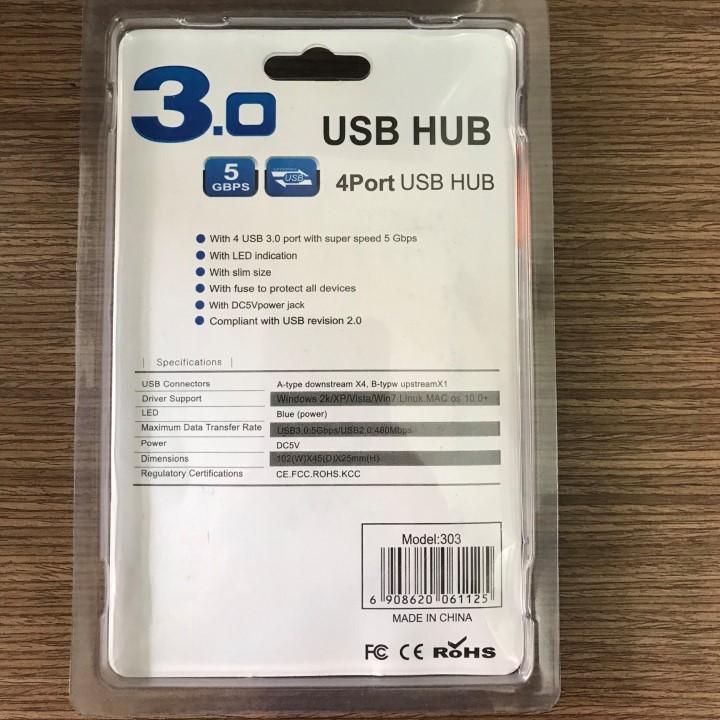 3.0
USB HUB
5
GBPS
USB
4Port USB HUB
With 4 USB 3.0 port with super speed 5 Gbps
With LED indication
With slim size
With fuse to protect all devices
With DC5Vpower jack
Compliant with USB revision 2.0
| Specifications |
USB Connectors A-type downstream X4, B-typw upstreamX1
Driver Support Windows 2k/XP/Vista/Win7 Linuk MAC os 10.0+
LED Blue (power)
Maximum Data Transfer Rate USB3.0:5Gbps/USB2.0:480Mbps
Power DC5V
Dimensions 102(W)X45(D)X25mm(H)
Regulatory Certifications CE.FCC.ROHS.KCC
Model:303
6 908620 061125
MADE IN CHINA
FC CE RoHS